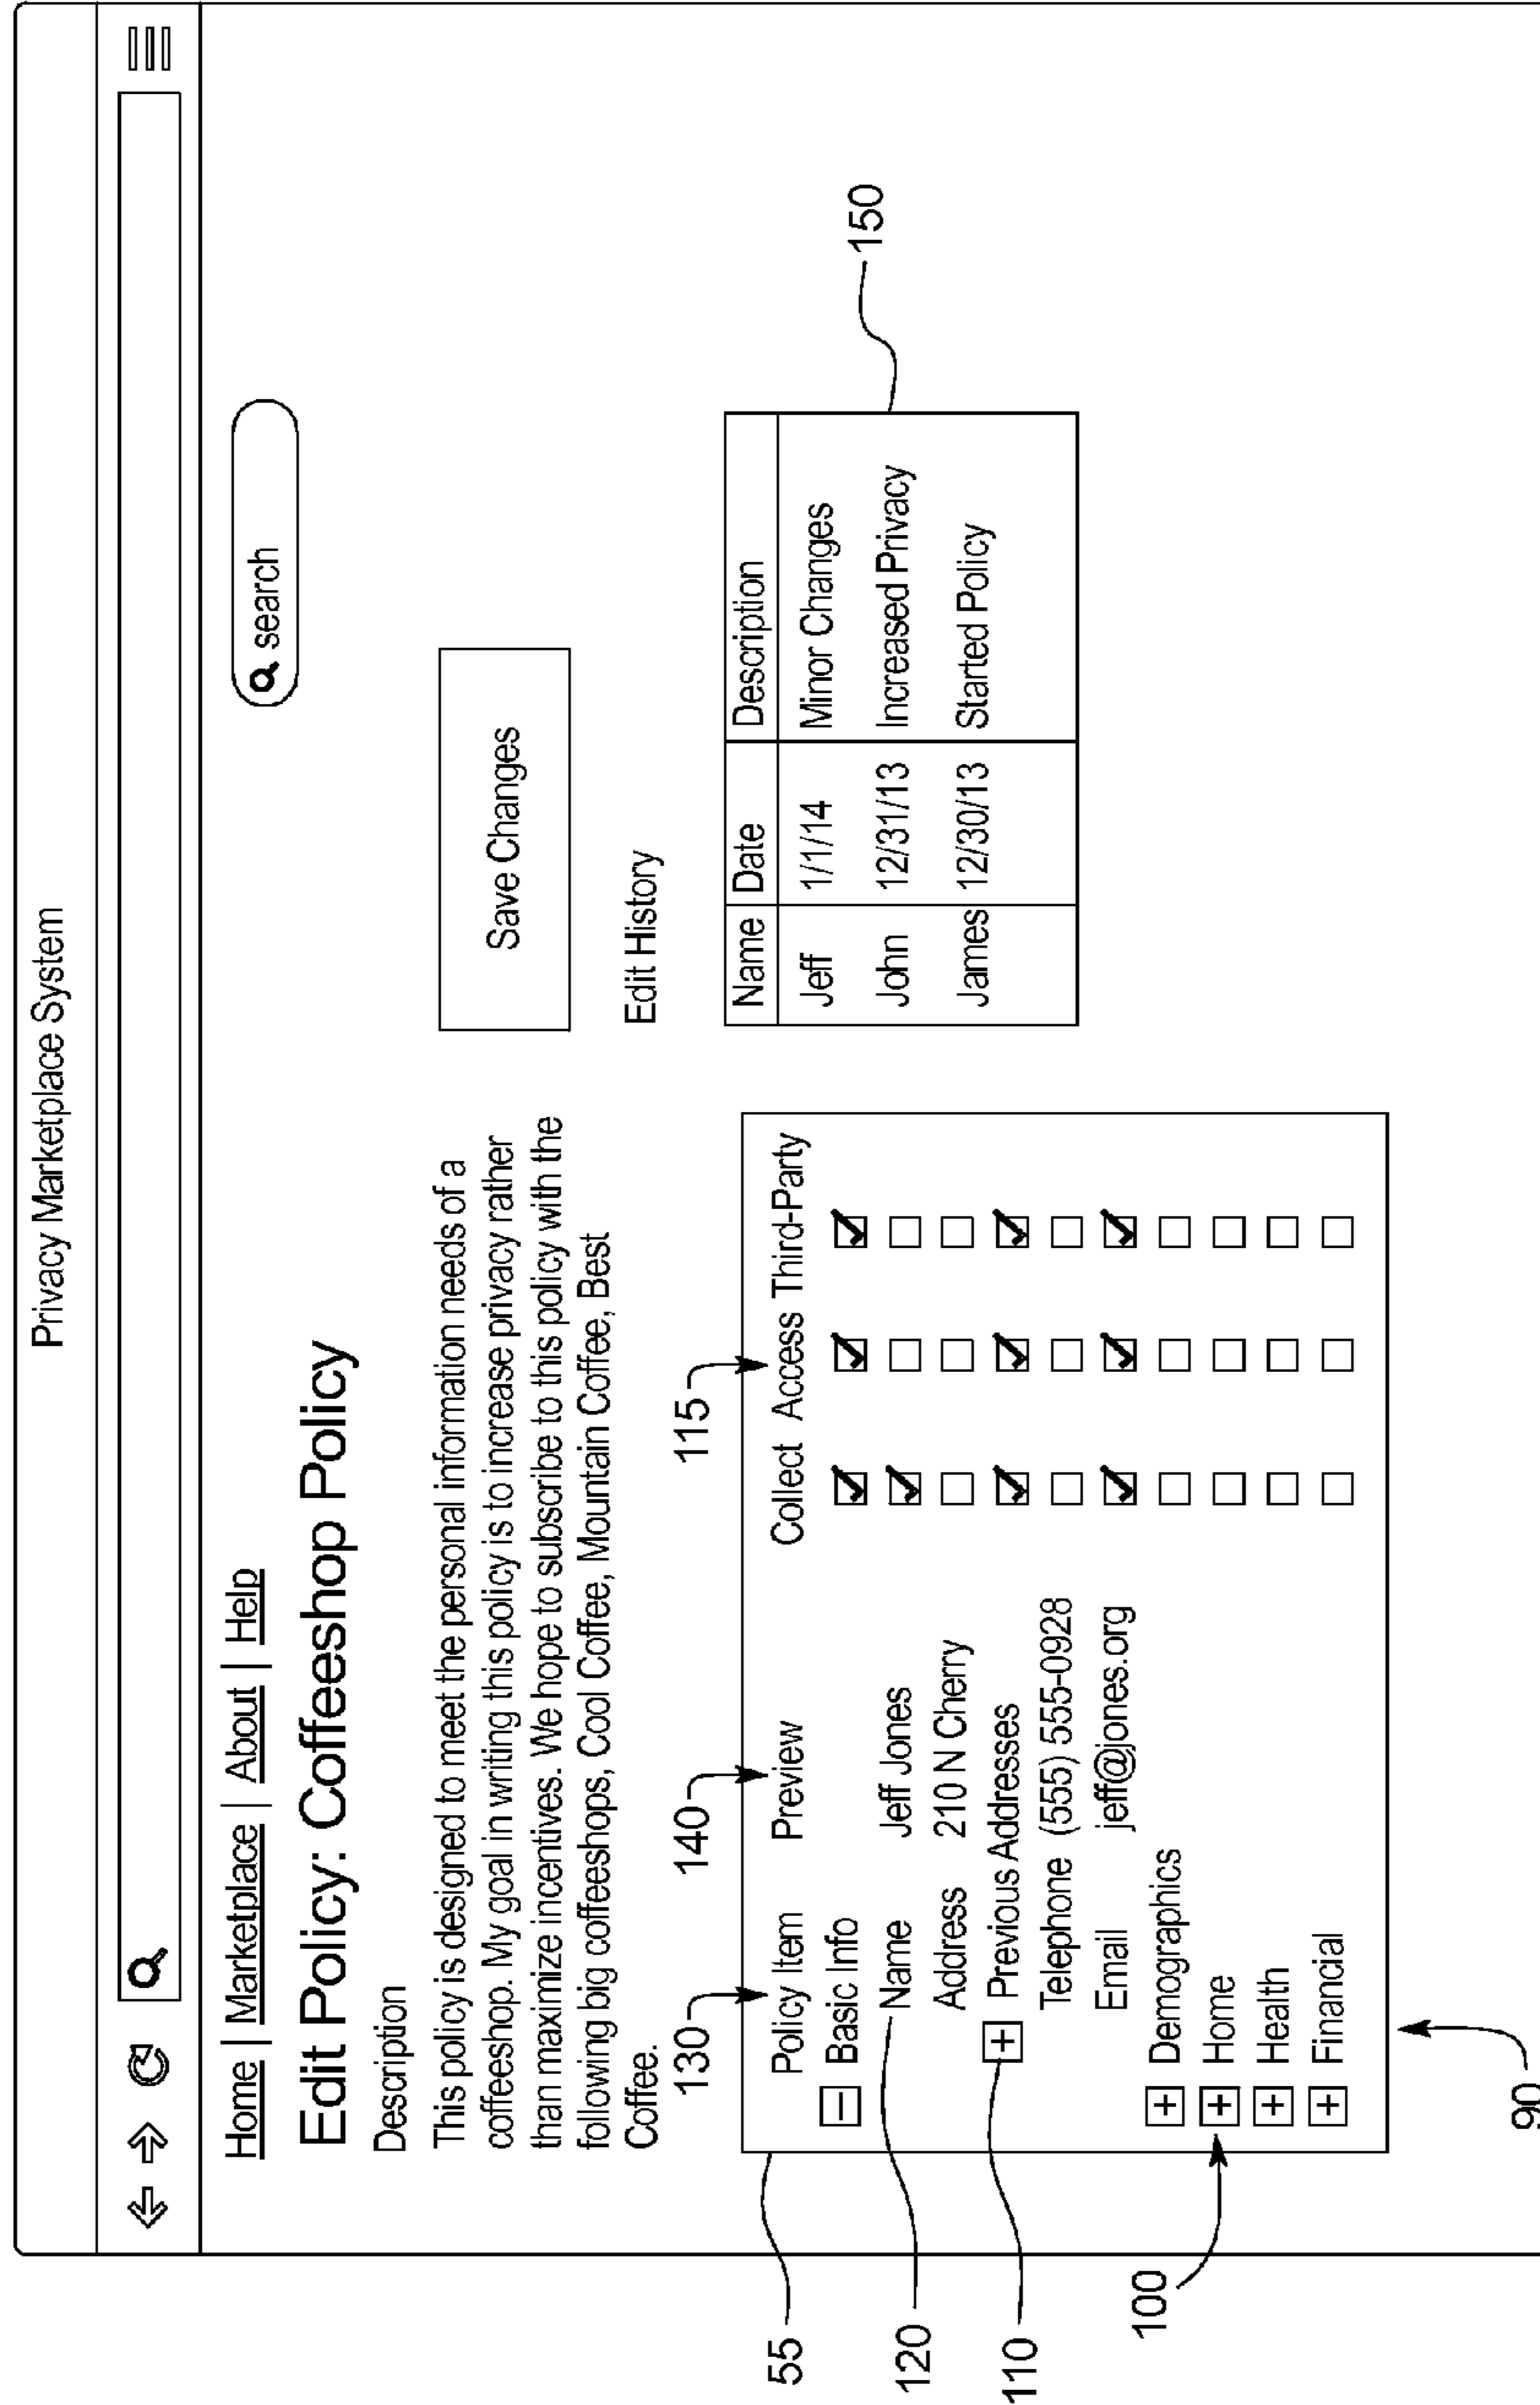 Privacy Marketplace System
Home | Marketplace | About | Help
search
Edit Policy: Coffeeshop Policy
Description
This policy is designed to meet the personal information needs of a
coffeeshop. My goal in writing this policy is to increase privacy rather
than maximize incentives. We hope to subscribe to this policy with the
following big coffeeshops, Cool Coffee, Mountain Coffee, Best
Coffee.
Save Changes
Edit History
130 140 115
55
Policy Item Preview Collect Access Third-Party
Basic Info
Name Jeff Jones
Address 210 N Cherry
Previous Addresses
Telephone (555) 555-0928
Email jeff@jones.org
Demographics
Home
Health
Financial
120
110
100
90
Name Date Description
Jeff 1/1/14 Minor Changes
John 12/31/13 Increased Privacy
James 12/30/13 Started Policy
150